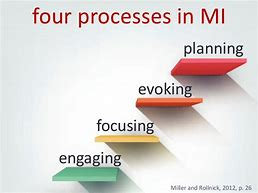 four processes in MI
planning
evoking
focusing
engaging
Miller and Rollnick, 2012, p. 26